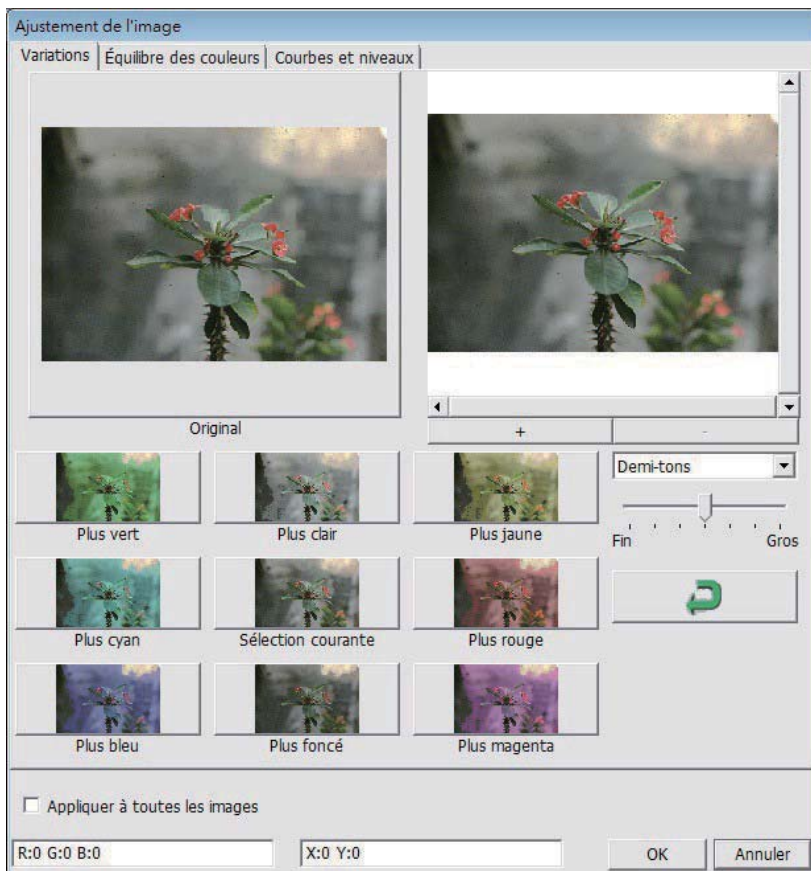 Ajustement de l'image
Variations Équilibre des couleurs Courbes et niveaux
Original
+ -
Demi-tons
Plus vert Plus clair Plus jaune
Fin Gros
Plus cyan Sélection courante Plus rouge
Plus bleu Plus foncé Plus magenta
Appliquer à toutes les images
R:0 G:0 B:0 X:0 Y:0 OK Annuler